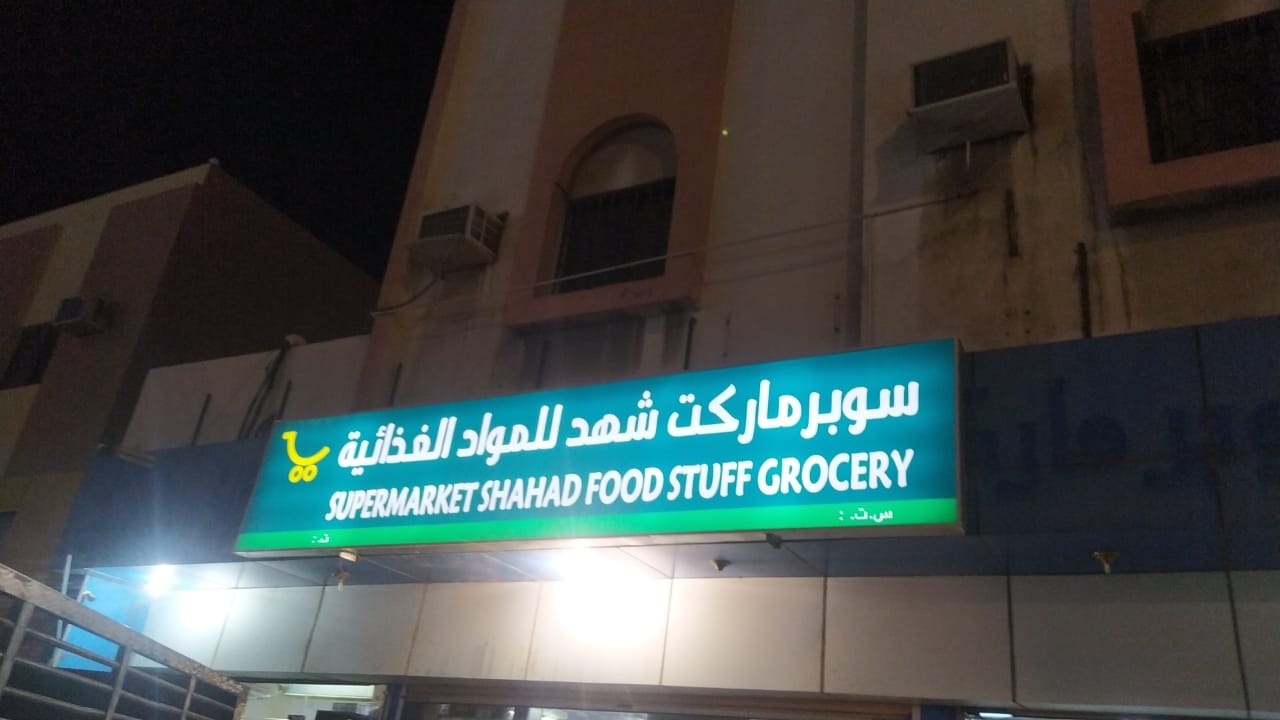 سوبرماركت شهد للمواد الغذائية
SUPERMARKET SHAHAD FOOD STUFF GROCERY
س.ت. :
ت :